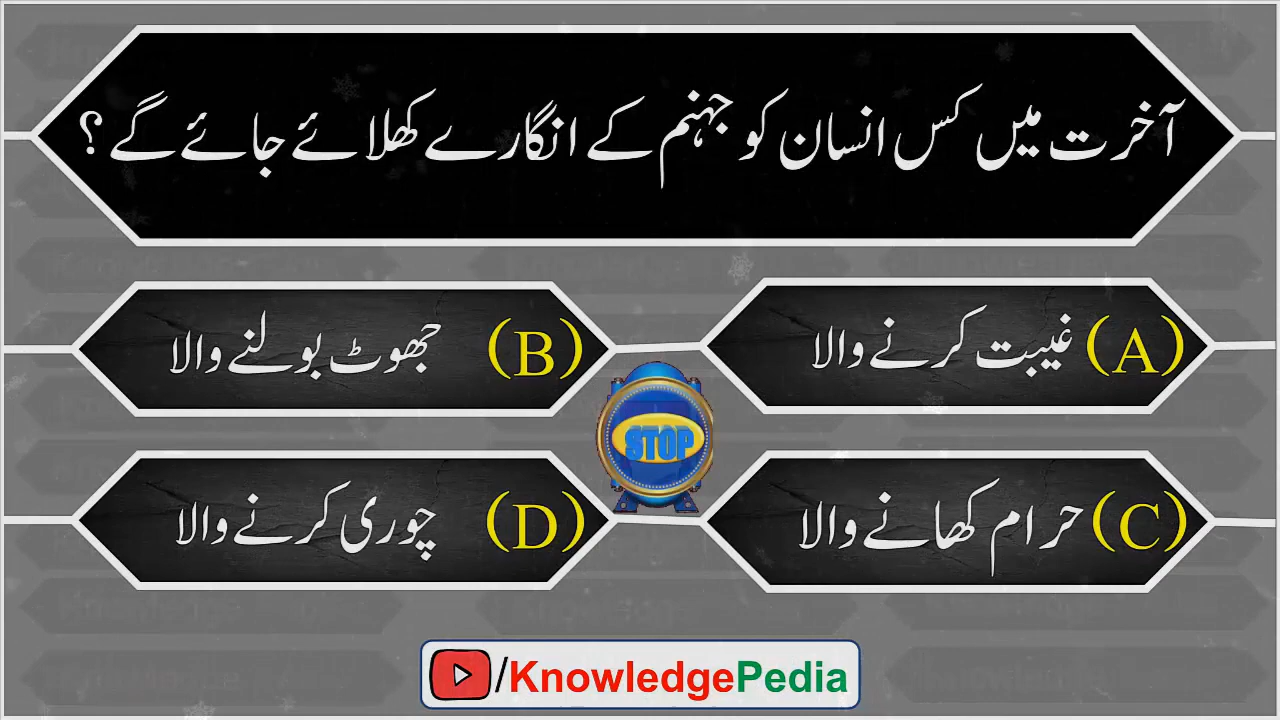 آخرت میں کس انسان کو جہنم کے انگارے کھلائے جائے گے ؟
(A) غیبت کرنے والا
(B) جھوٹ بولنے والا
STOP
(C) حرام کھانے والا
(D) چوری کرنے والا
/KnowledgePedia